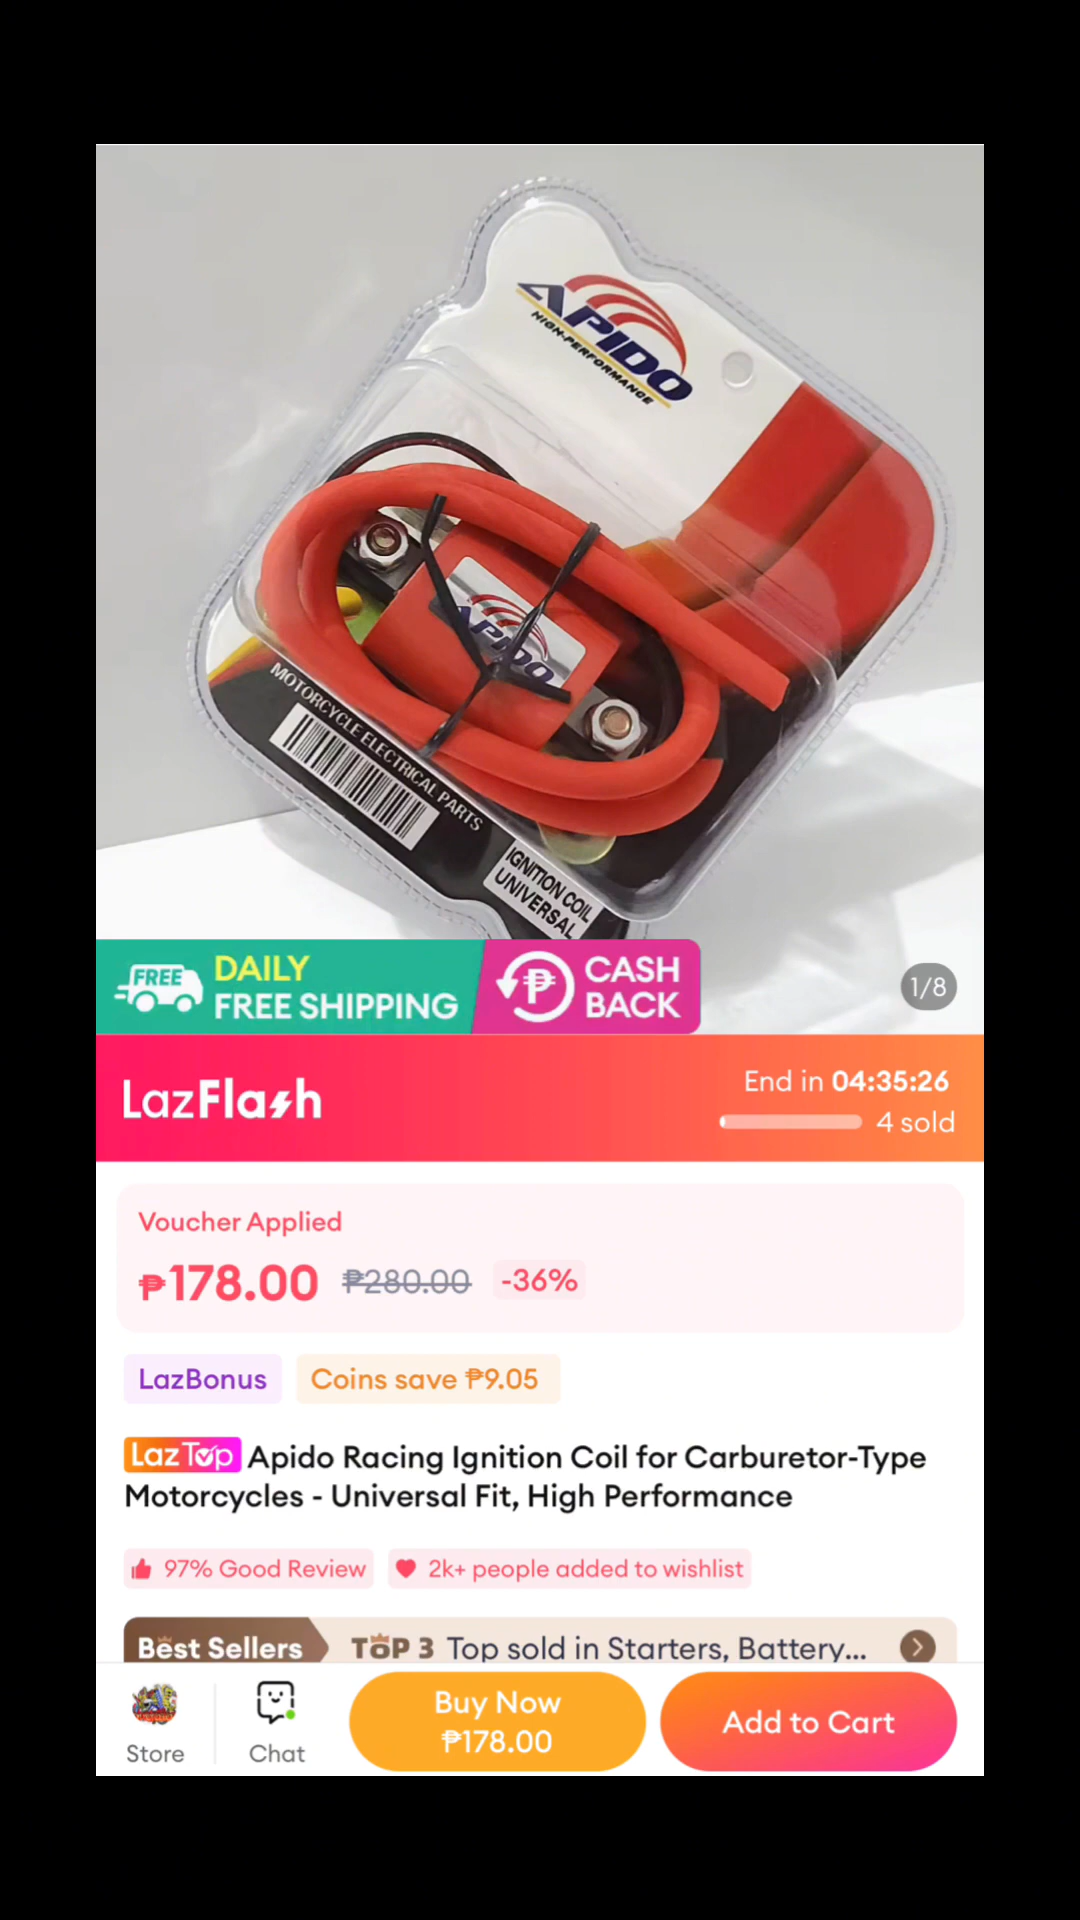 APIDO
HIGH-PERFORMANCE
APIDO
MOTORCYCLE ELECTRICAL PARTS
IGNITION COIL
UNIVERSAL
FREE
DAILY
FREE SHIPPING
₱
CASH
BACK
1/8
LazFlash
End in 04:35:26
4 sold
Voucher Applied
₱178.00 ₱280.00 -36%
LazBonus
Coins save ₱9.05
LazTop Apido Racing Ignition Coil for Carburetor-Type
Motorcycles - Universal Fit, High Performance
97% Good Review
2k+ people added to wishlist
Best Sellers
TOP 3 Top sold in Starters, Battery...
Store
Chat
Buy Now
₱178.00
Add to Cart